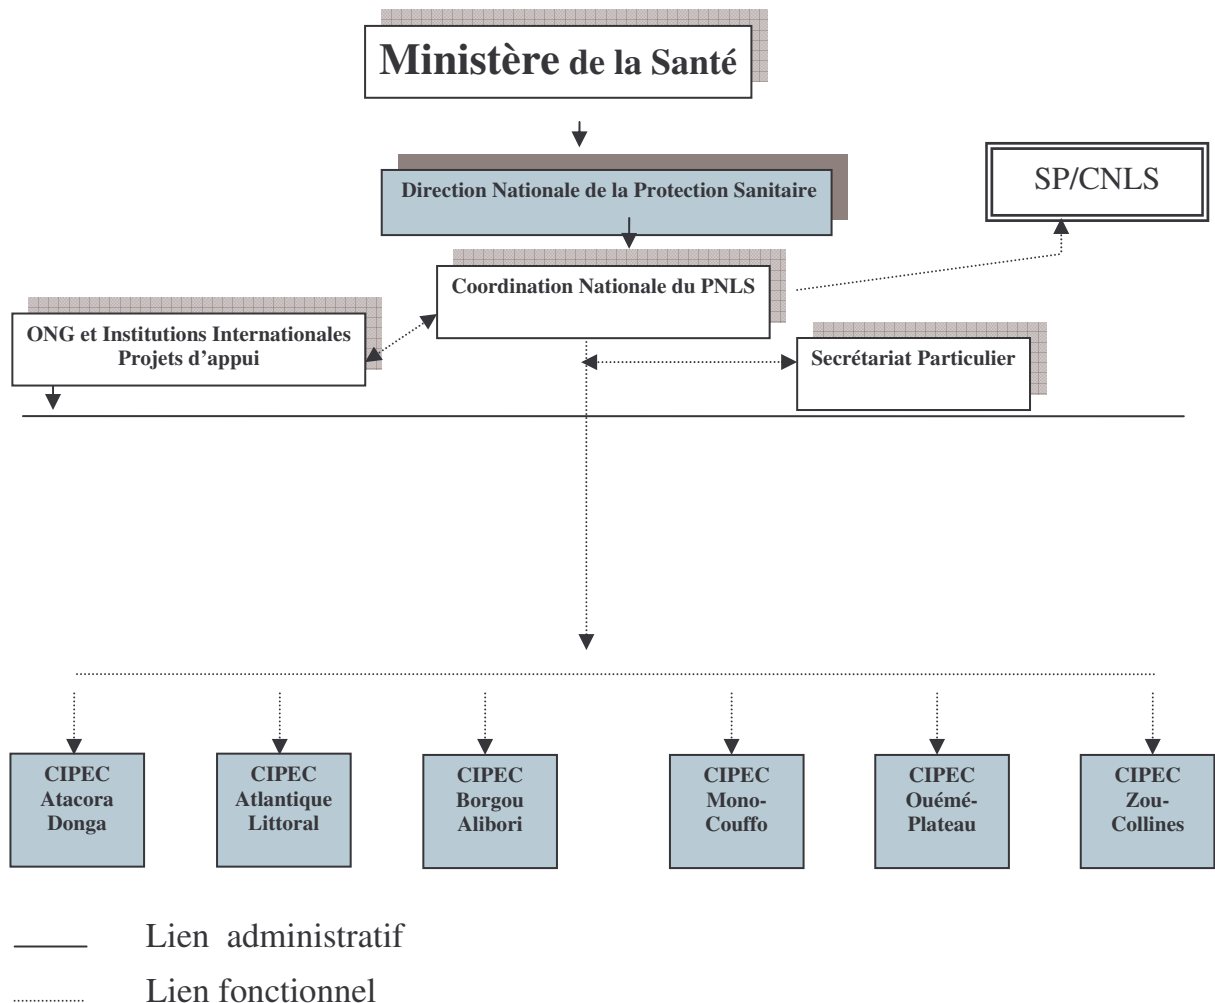 Ministère de la Santé
Direction Nationale de la Protection Sanitaire
SP/CNLS
Coordination Nationale du PNLS
ONG et Institutions Internationales
Projets d'appui
Secrétariat Particulier
CIPEC
Atacora
Donga
CIPEC
Atlantique
Littoral
CIPEC
Borgou
Alibori
CIPEC
Mono-
Couffo
CIPEC
Ouémé-
Plateau
CIPEC
Zou-
Collines
Lien administratif
Lien fonctionnel